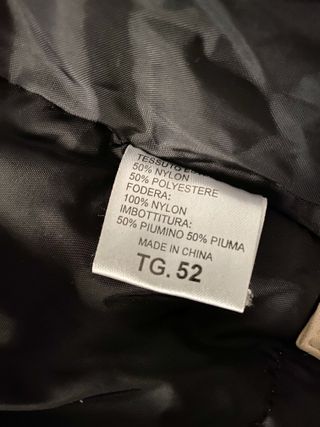 TESSUTO
50% NYLON
50% POLYESTERE
FODERA:
100% NYLON
IMBOTTITURA:
50% PIUMINO 50% PIUMA
MADE IN CHINA
TG. 52